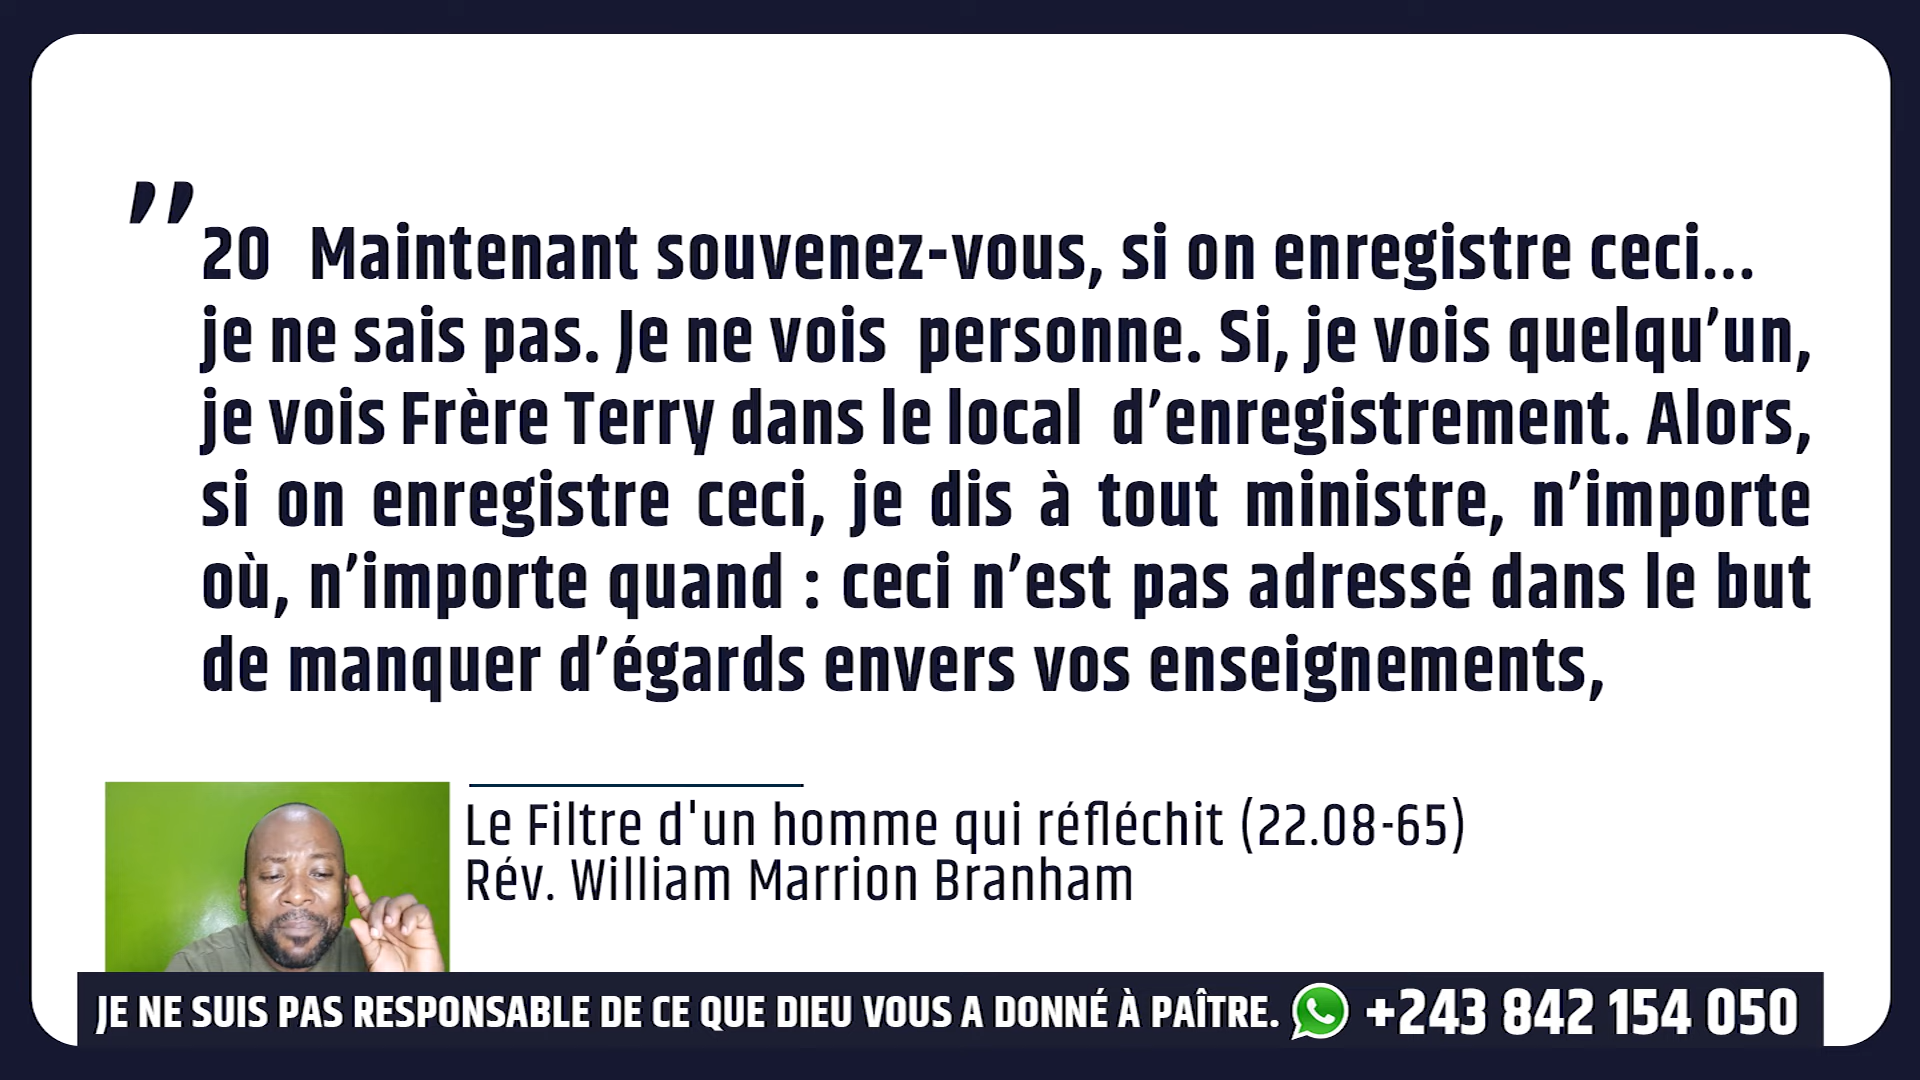 ”
20 Maintenant souvenez-vous, si on enregistre ceci...
je ne sais pas. Je ne vois personne. Si, je vois quelqu’un,
je vois Frère Terry dans le local d’enregistrement. Alors,
si on enregistre ceci, je dis à tout ministre, n’importe
où, n’importe quand : ceci n’est pas adressé dans le but
de manquer d’égards envers vos enseignements,
Le Filtre d'un homme qui réfléchit (22.08-65)
Rév. William Marrion Branham
JE NE SUIS PAS RESPONSABLE DE CE QUE DIEU VOUS A DONNÉ À PAÎTRE. +243 842 154 050